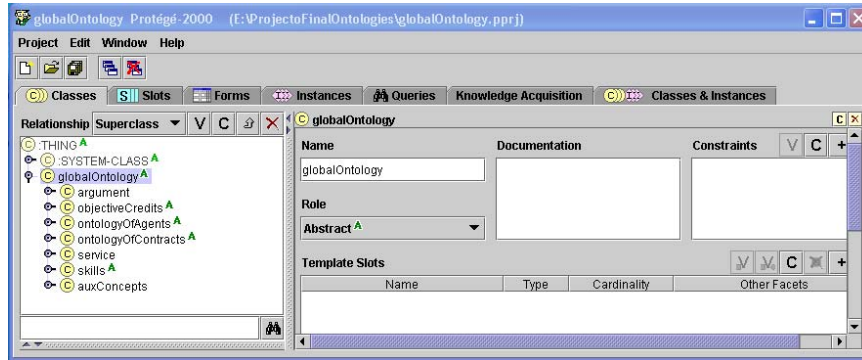 globalOntology Protégé-2000 (E:\ProjectoFinalOntologies\globalOntology.pprj)
Project Edit Window Help
C Classes S Slots Forms Instances Queries Knowledge Acquisition C Classes & Instances
Relationship Superclass V C X
C globalOntology C X
C :THING A
C :SYSTEM-CLASS A
C globalOntology A
C argument
C objectiveCredits A
C ontologyOfAgents A
C ontologyOfContracts A
C service
C skills A
C auxConcepts
Name Documentation Constraints V C +
globalOntology
Role
Abstract A
Template Slots V V C +
Name Type Cardinality Other Facets